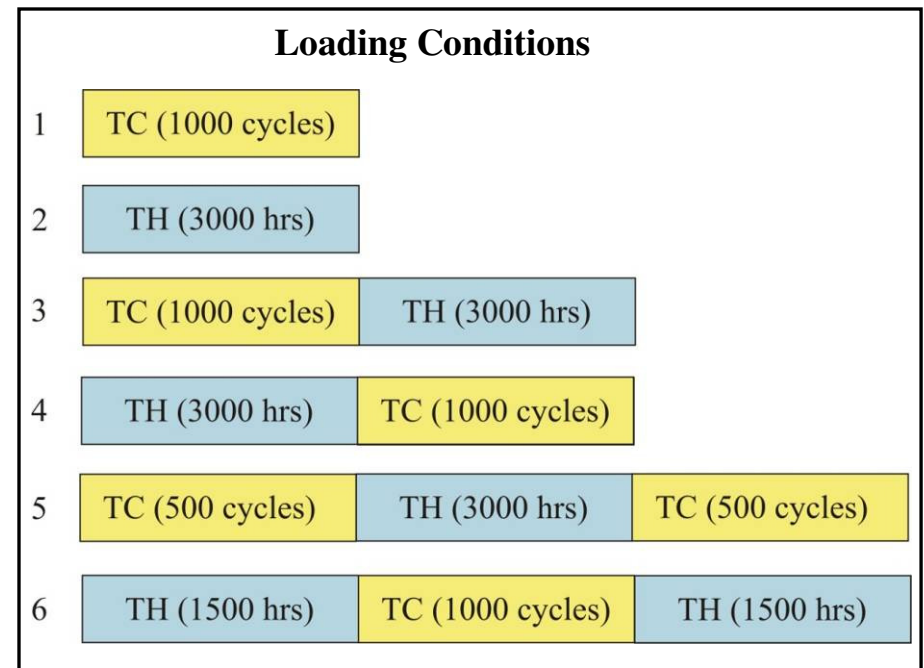 Loading Conditions
1 TC (1000 cycles)
2 TH (3000 hrs)
3 TC (1000 cycles) TH (3000 hrs)
4 TH (3000 hrs) TC (1000 cycles)
5 TC (500 cycles) TH (3000 hrs) TC (500 cycles)
6 TH (1500 hrs) TC (1000 cycles) TH (1500 hrs)